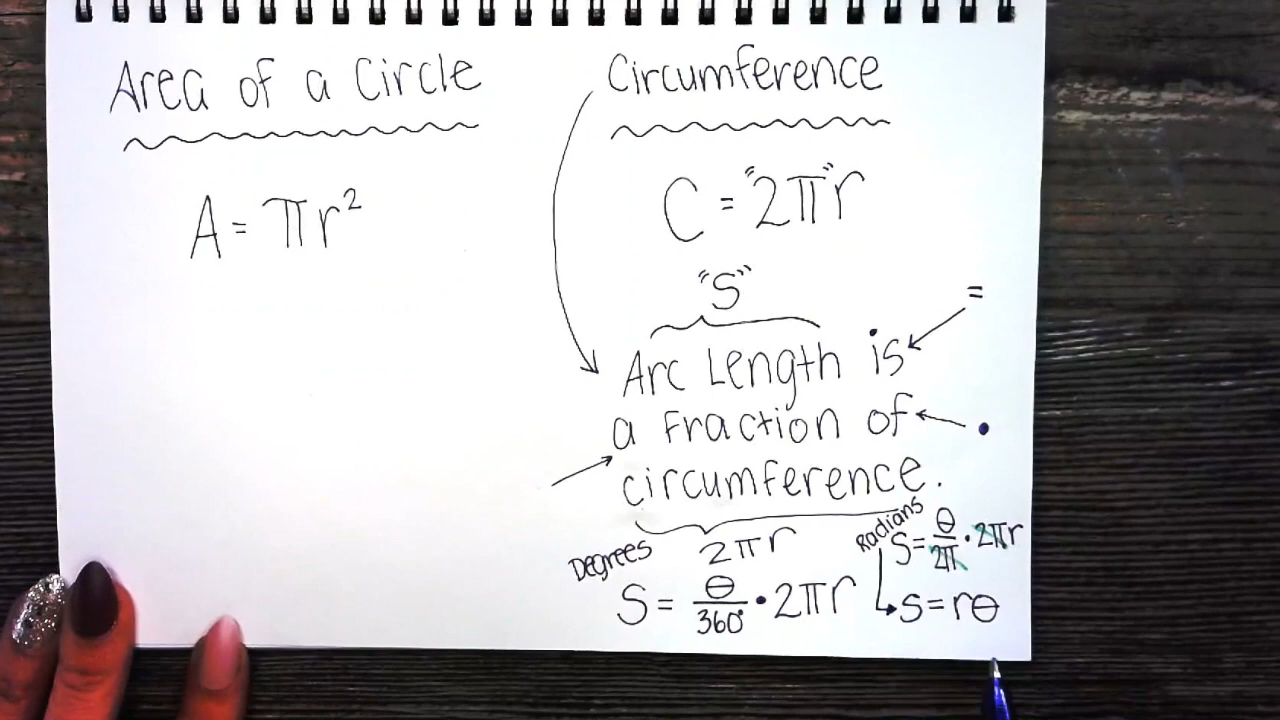 Area of a Circle
A = πr²
Circumference
C = "2π"r
"S"
=
Arc Length is
a Fraction of
•
circumference.
2πr
Degrees
S = θ/360° • 2πr
Radians
S = θ/2π • 2πr
S = rθ